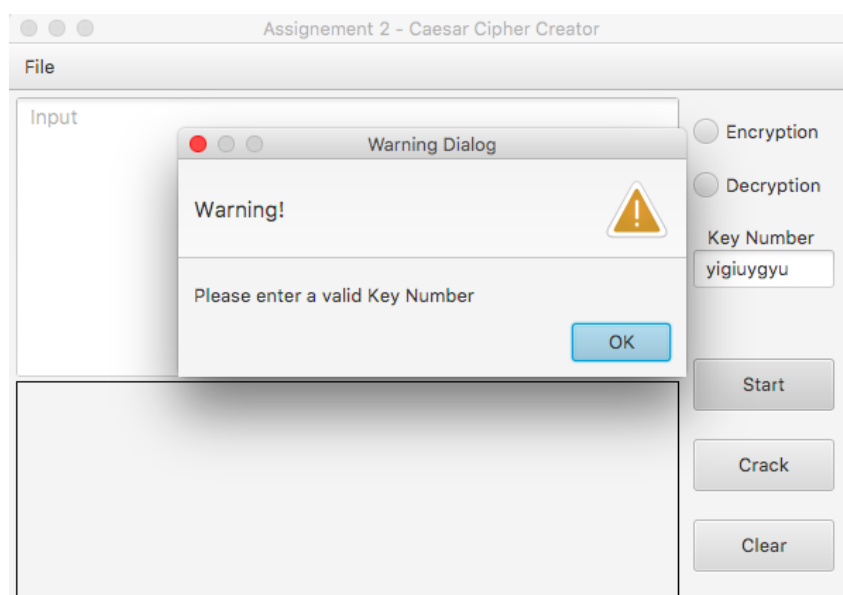 Assignement 2 - Caesar Cipher Creator
File
Input
Warning Dialog
Warning!
Please enter a valid Key Number
OK
Encryption
Decryption
Key Number
yigiuygyu
Start
Crack
Clear